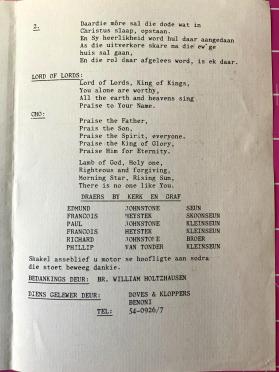 2. Daardie môre sal die dode wat in
Christus slaap, opstaan.
En Sy heerlikheid word hul daar aangedaan
As die uitverkore skare ma die ew'ge
huis sal gaan,
En die rol daar afgelees word, is ek daar.
LORD OF LORDS:
Lord of Lords, King of Kings,
You alone are worthy,
All the earth and heavens sing
Praise to Your Name.
CHO:
Praise the Father,
Prais the Son,
Praise the Spirit, everyone.
Praise the King of Glory,
Praise Him for Eternity.
Lamb of God, Holy one,
Righteous and forgiving,
Morning Star, Rising Sun,
There is no one like You.
DRAERS BY KERK EN GRAF
EDMUND JOHNSTONE SEUN
FRANCOIS HEYSTEK SKOONSEUN
PAUL JOHNSTONE KLEINSEUN
FRANCOIS HEYSTEK KLEINSEUN
RICHARD JOHNSTONE BROER
PHILLIP VAN TONDER KLEINSEUN
Skakel asseblief u motor se hoofligte aan sodra
die stoet beweeg dankie.
BEDANKINGS DEUR: BR. WILLIAM HOLTZHAUSEN
DIENS GELEWER DEUR: DOVES & KLOPPERS
BENONI
TEL: 54-0926/7